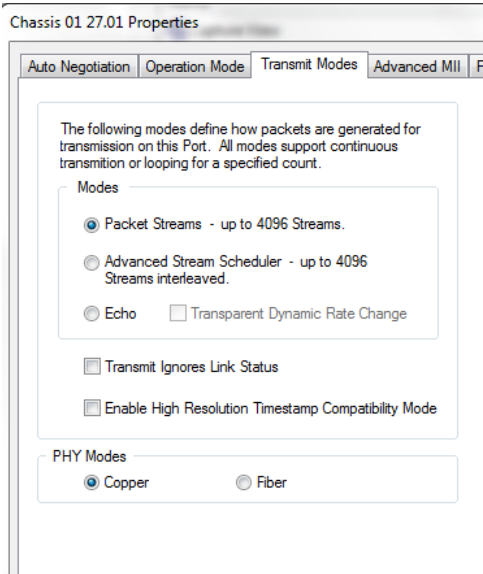 Chassis 01 27.01 Properties
Auto Negotiation Operation Mode Transmit Modes Advanced MII
The following modes define how packets are generated for
transmission on this Port. All modes support continuous
transmition or looping for a specified count.
Modes
Packet Streams - up to 4096 Streams.
Advanced Stream Scheduler - up to 4096
Streams interleaved.
Echo Transparent Dynamic Rate Change
Transmit Ignores Link Status
Enable High Resolution Timestamp Compatibility Mode
PHY Modes
Copper Fiber